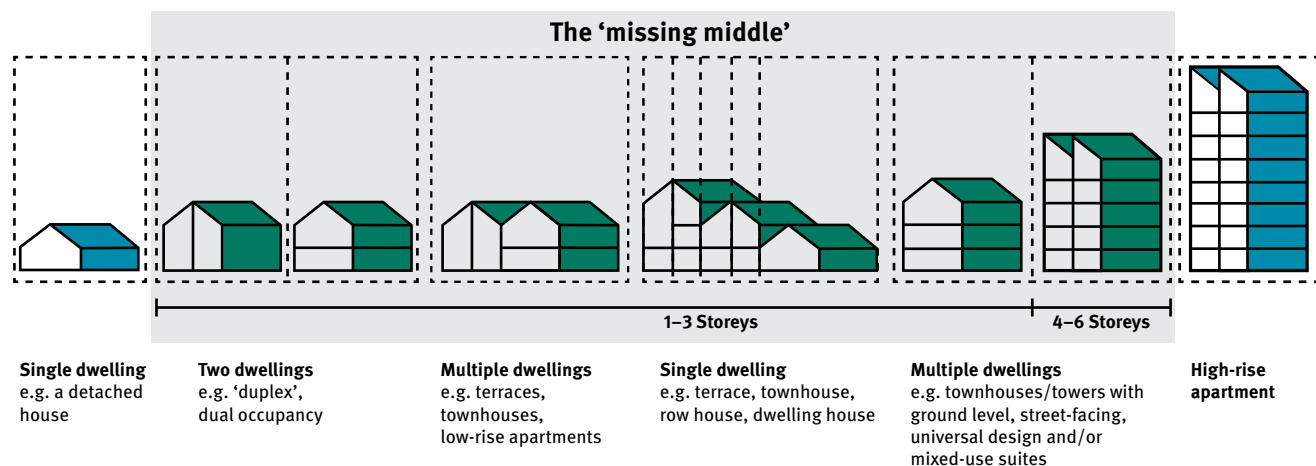 The ‘missing middle’
1–3 Storeys
4–6 Storeys
Single dwelling
e.g. a detached
house
Two dwellings
e.g. ‘duplex’,
dual occupancy
Multiple dwellings
e.g. terraces,
townhouses,
low-rise apartments
Single dwelling
e.g. terrace, townhouse,
row house, dwelling house
Multiple dwellings
e.g. townhouses/towers with
ground level, street-facing,
universal design and/or
mixed-use suites
High-rise
apartment